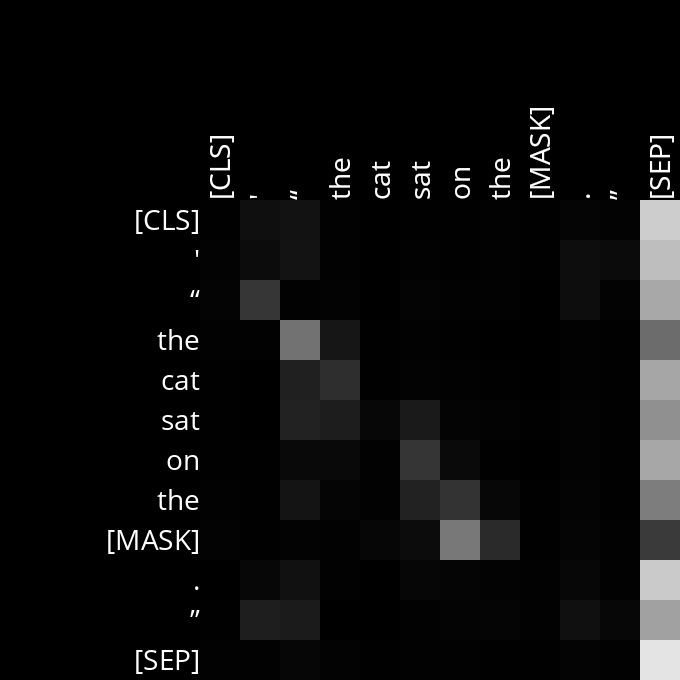 [CLS] ' “ the cat sat on the [MASK] . ” [SEP]
[CLS]
'
“
the
cat
sat
on
the
[MASK]
.
”
[SEP]